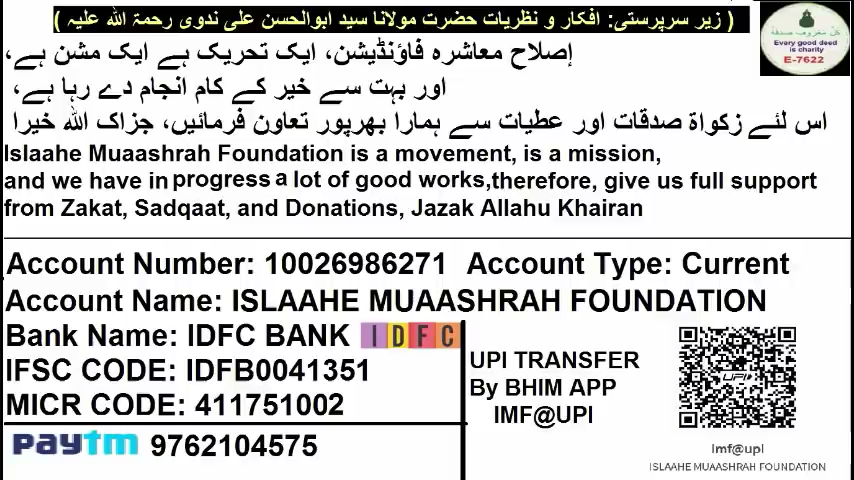 ( زیر سرپرستی: افکار و نظریات حضرت مولانا سید ابوالحسن علی ندوی رحمۃ اللہ علیہ )
كل معروف صدقة
Every good deed
is charity
E-7622
إصلاح معاشرہ فاؤنڈیشن، ایک تحریک ہے ایک مشن ہے،
اور بہت سے خیر کے کام انجام دے رہا ہے،
اس لئے زکواة صدقات اور عطیات سے ہمارا بھرپور تعاون فرمائیں، جزاک اللہ خیرا
Islaahe Muaashrah Foundation is a movement, is a mission,
and we have in progress a lot of good works,therefore, give us full support
from Zakat, Sadqaat, and Donations, Jazak Allahu Khairan
Account Number: 10026986271 Account Type: Current
Account Name: ISLAAHE MUAASHRAH FOUNDATION
Bank Name: IDFC BANK IDFC
IFSC CODE: IDFB0041351
MICR CODE: 411751002
paytm 9762104575
UPI TRANSFER
By BHIM APP
IMF@UPI
UPI
imf@upi
ISLAAHE MUAASHRAH FOUNDATION